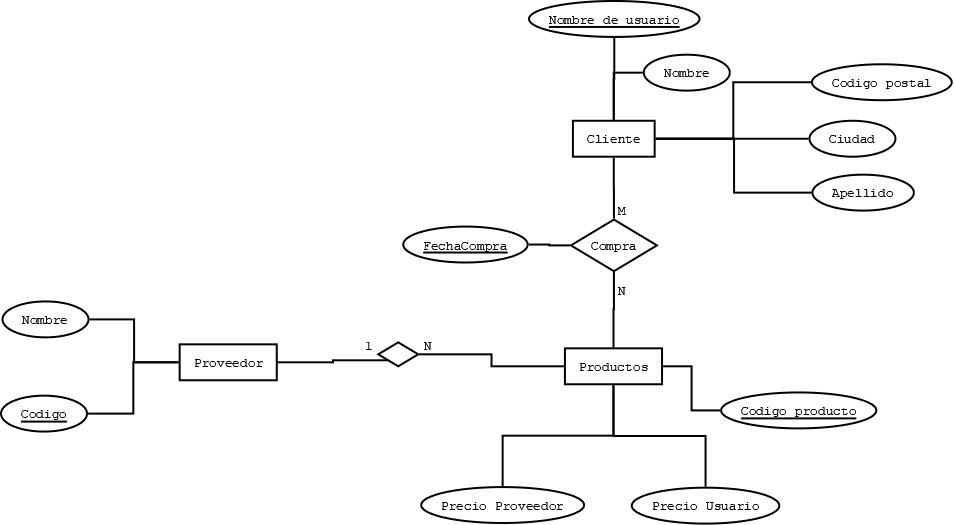 Nombre de usuario
Nombre
Codigo postal
Cliente
Ciudad
Apellido
M
FechaCompra
Compra
N
Nombre
1
N
Proveedor
Productos
Codigo
Codigo producto
Precio Proveedor
Precio Usuario